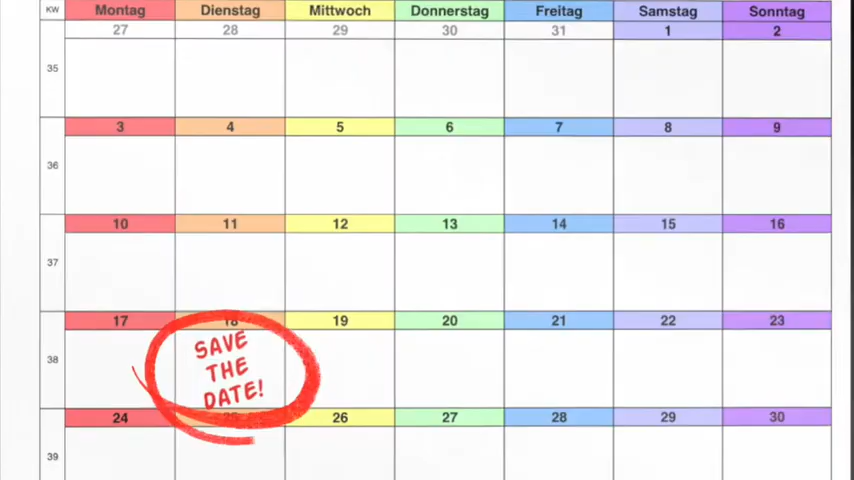 KW Montag Dienstag Mittwoch Donnerstag Freitag Samstag Sonntag
27 28 29 30 31 1 2
35
3 4 5 6 7 8 9
36
10 11 12 13 14 15 16
37
17 18 19 20 21 22 23
38
SAVE
THE
DATE!
24 25 26 27 28 29 30
39